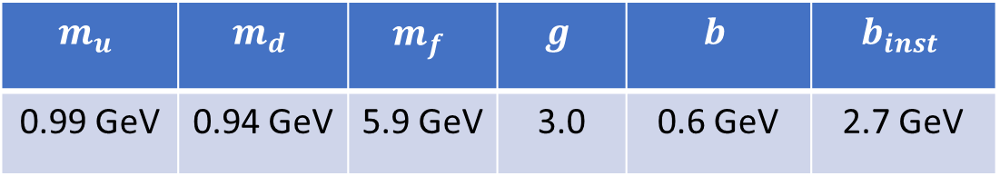 m_u m_d m_f g b b_inst
0.99 GeV 0.94 GeV 5.9 GeV 3.0 0.6 GeV 2.7 GeV